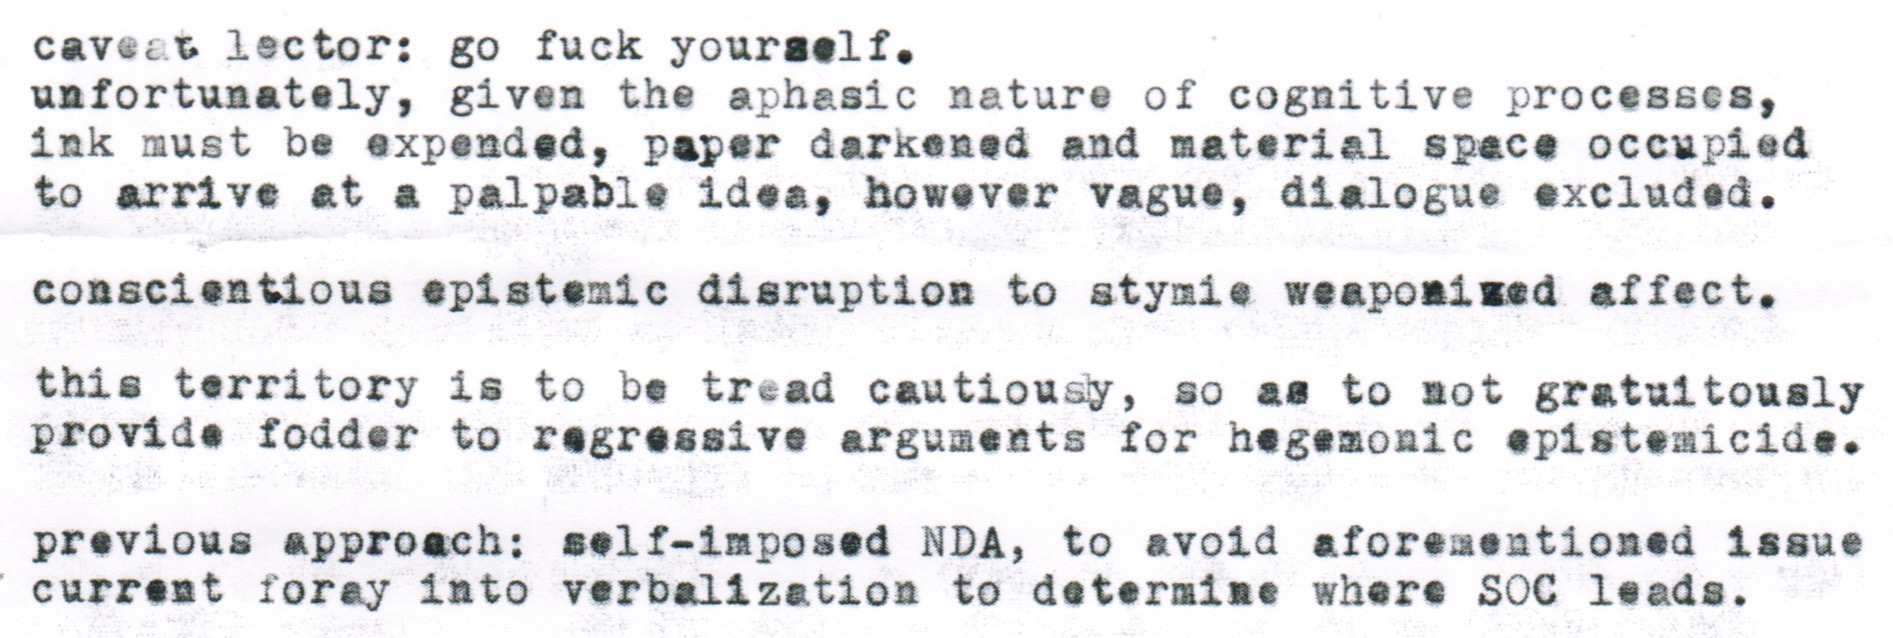 caveat lector: go fuck yourself.
unfortunately, given the aphasic nature of cognitive processes,
ink must be expended, paper darkened and material space occupied
to arrive at a palpable idea, however vague, dialogue excluded.
conscientious epistemic disruption to stymie weaponized affect.
this territory is to be tread cautiously, so as to not gratuitously
provide fodder to regressive arguments for hegemonic epistemicide.
previous approach: self-imposed NDA, to avoid aforementioned issue
current foray into verbalization to determine where SOC leads.